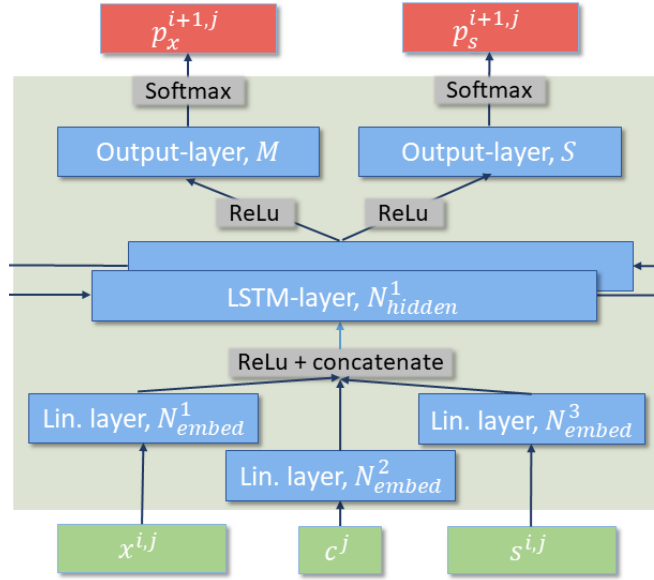 p_x^{i+1,j} p_s^{i+1,j}
Softmax Softmax
Output-layer, M Output-layer, S
ReLu ReLu
LSTM-layer, N_{hidden}^1
ReLu + concatenate
Lin. layer, N_{embed}^1 Lin. layer, N_{embed}^3
Lin. layer, N_{embed}^2
x^{i,j} c^j s^{i,j}